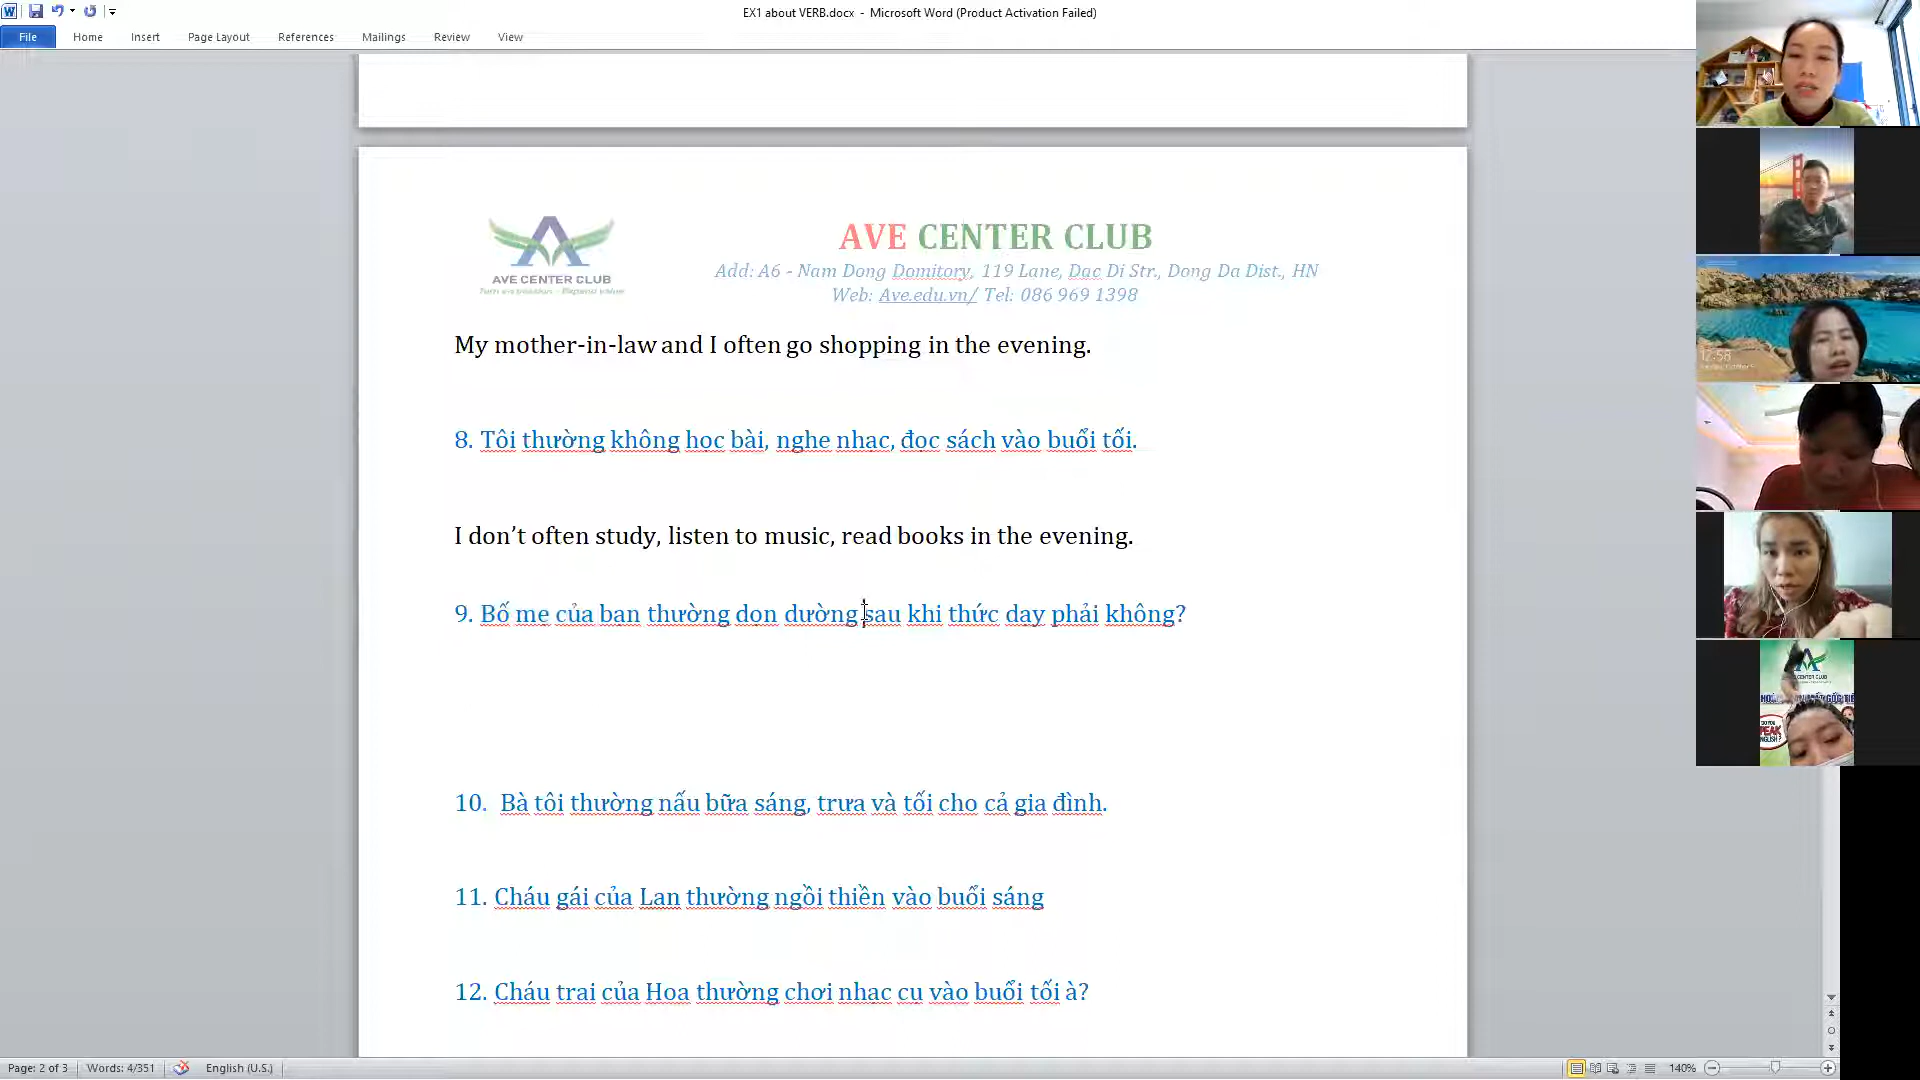 EX1 about VERB.docx - Microsoft Word (Product Activation Failed)
File Home Insert Page Layout References Mailings Review View
AVE CENTER CLUB
AVE CENTER CLUB
Add: A6 - Nam Dong Domitory, 119 Lane, Dac Di Str., Dong Da Dist., HN
Web: Ave.edu.vn/ Tel: 086 969 1398
My mother-in-law and I often go shopping in the evening.
8. Tôi thường không học bài, nghe nhạc, đọc sách vào buổi tối.
I don’t often study, listen to music, read books in the evening.
9. Bố mẹ của bạn thường dọn dường sau khi thức dạy phải không?
10. Bà tôi thường nấu bữa sáng, trưa và tối cho cả gia đình.
11. Cháu gái của Lan thường ngồi thiền vào buổi sáng
12. Cháu trai của Hoa thường chơi nhạc cụ vào buổi tối à?
12:58
Page: 2 of 3 Words: 4/351 English (U.S.) 140%